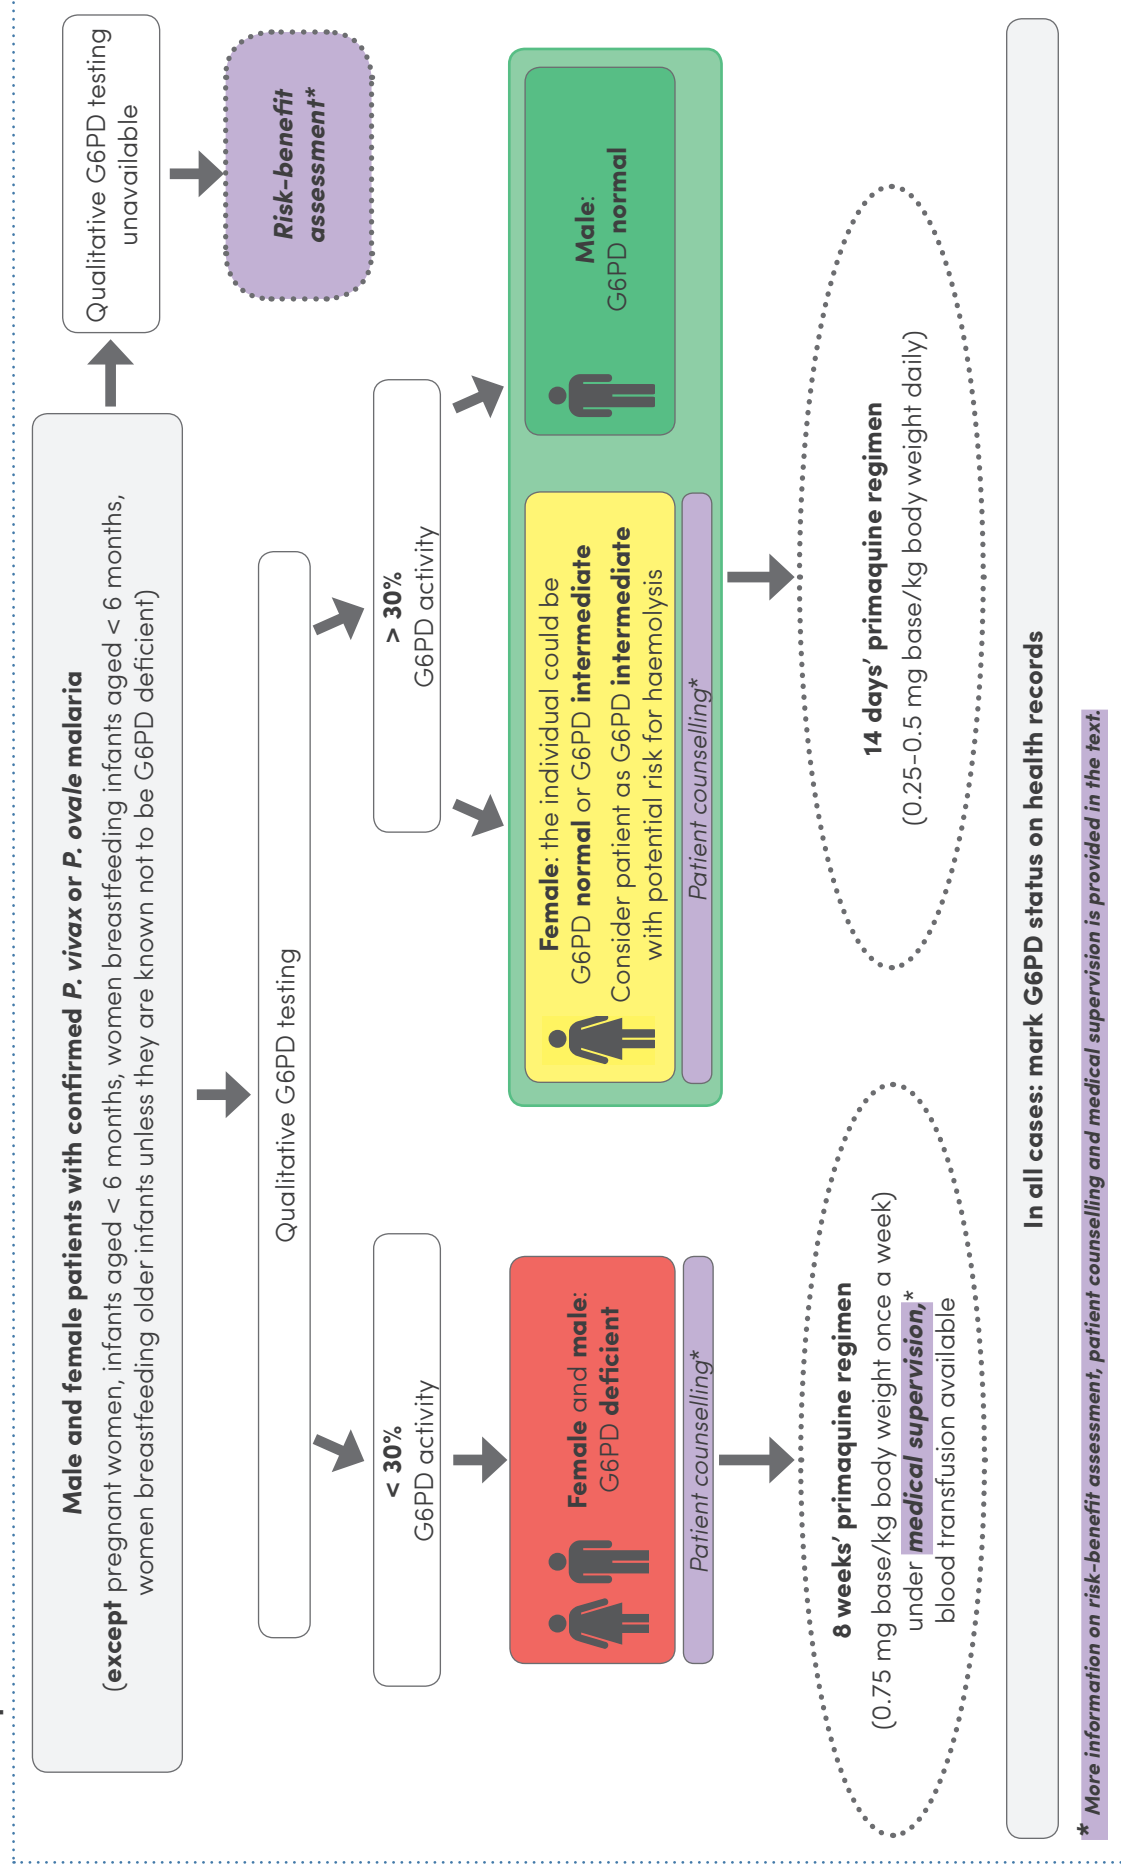 Male and female patients with confirmed P. vivax or P. ovale malaria
(except pregnant women, infants aged < 6 months, women breastfeeding infants aged < 6 months,
women breastfeeding older infants unless they are known not to be G6PD deficient)
Qualitative G6PD testing
unavailable
Risk-benefit
assessment*
Qualitative G6PD testing
< 30%
G6PD activity
> 30%
G6PD activity
Female and male:
G6PD deficient
Patient counselling*
Female: the individual could be
G6PD normal or G6PD intermediate
Consider patient as G6PD intermediate
with potential risk for haemolysis
Patient counselling*
Male:
G6PD normal
8 weeks’ primaquine regimen
(0.75 mg base/kg body weight once a week)
under medical supervision,*
blood transfusion available
14 days’ primaquine regimen
(0.25–0.5 mg base/kg body weight daily)
In all cases: mark G6PD status on health records
* More information on risk-benefit assessment, patient counselling and medical supervision is provided in the text.